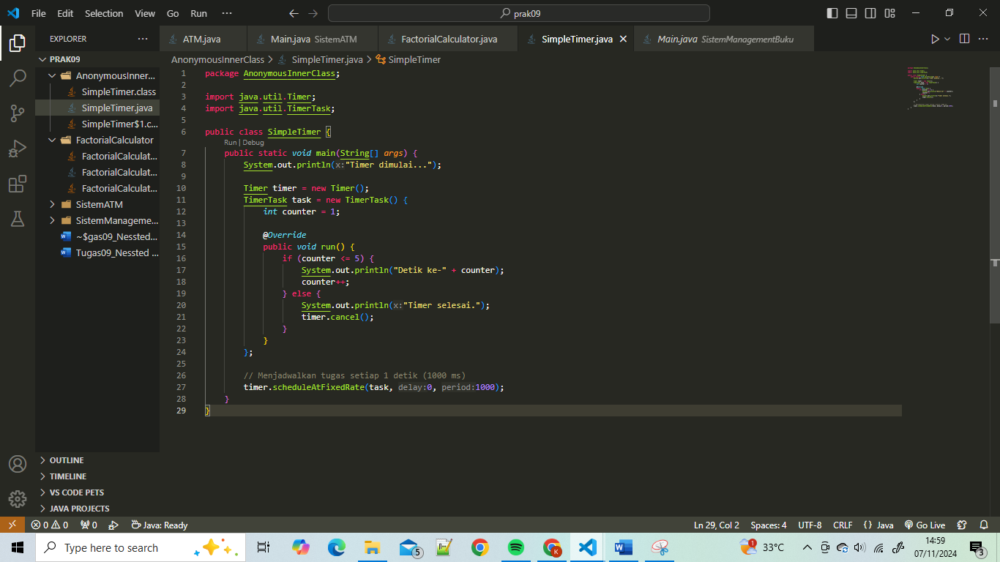 File Edit Selection View Go Run ···
prak09
EXPLORER ···
PRAK09
AnonymousInner...
SimpleTimer.class
SimpleTimer.java
SimpleTimer$1.c...
FactorialCalculator
FactorialCalculat...
FactorialCalculat...
FactorialCalculat...
SistemATM
SistemManageme...
~$gas09_Nessted...
Tugas09_Nessted ...
OUTLINE
TIMELINE
VS CODE PETS
JAVA PROJECTS
ATM.java
Main.java SistemATM
FactorialCalculator.java
SimpleTimer.java
Main.java SistemManagementBuku
AnonymousInnerClass > SimpleTimer.java > SimpleTimer
1 package AnonymousInnerClass;
2
3 import java.util.Timer;
4 import java.util.TimerTask;
5
6 public class SimpleTimer {
Run | Debug
7 public static void main(String[] args) {
8 System.out.println(x:"Timer dimulai...");
9
10 Timer timer = new Timer();
11 TimerTask task = new TimerTask() {
12 int counter = 1;
13
14 @Override
15 public void run() {
16 if (counter <= 5) {
17 System.out.println("Detik ke-" + counter);
18 counter++;
19 } else {
20 System.out.println(x:"Timer selesai.");
21 timer.cancel();
22 }
23 }
24 };
25
26 // Menjadwalkan tugas setiap 1 detik (1000 ms)
27 timer.scheduleAtFixedRate(task, delay:0, period:1000);
28 }
29 }
0 0 0 Java: Ready
Ln 29, Col 2 Spaces: 4 UTF-8 CRLF {} Java Go Live
Type here to search
5
K
1
33°C
14:59
07/11/2024
3